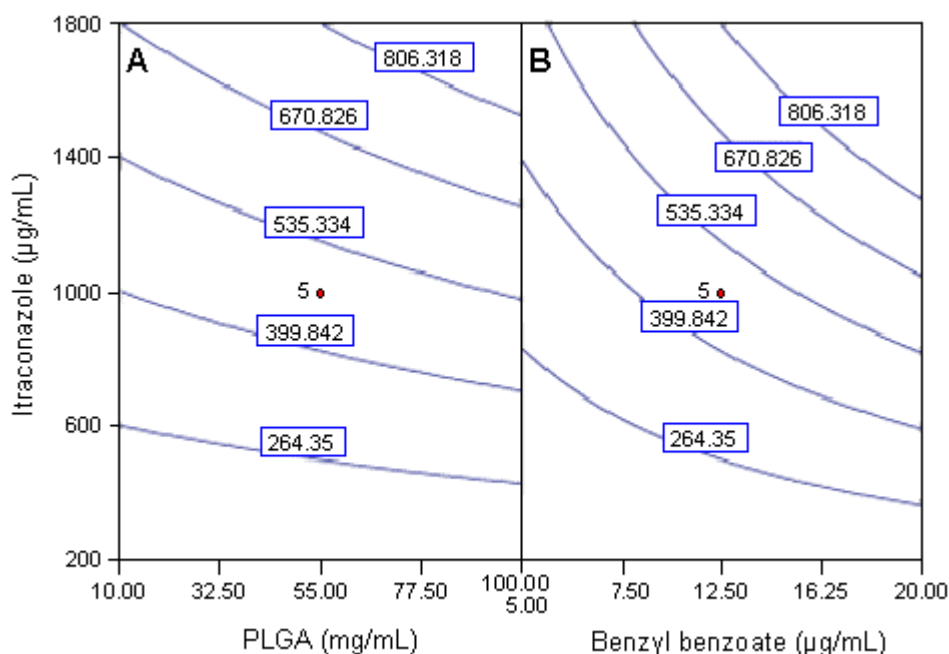 1800
1400
1000
600
200
Itraconazole (µg/mL)
A
806.318
670.826
535.334
5
399.842
264.35
10.00 32.50 55.00 77.50 100.00
PLGA (mg/mL)
B
806.318
670.826
535.334
5
399.842
264.35
5.00 7.50 12.50 16.25 20.00
Benzyl benzoate (µg/mL)